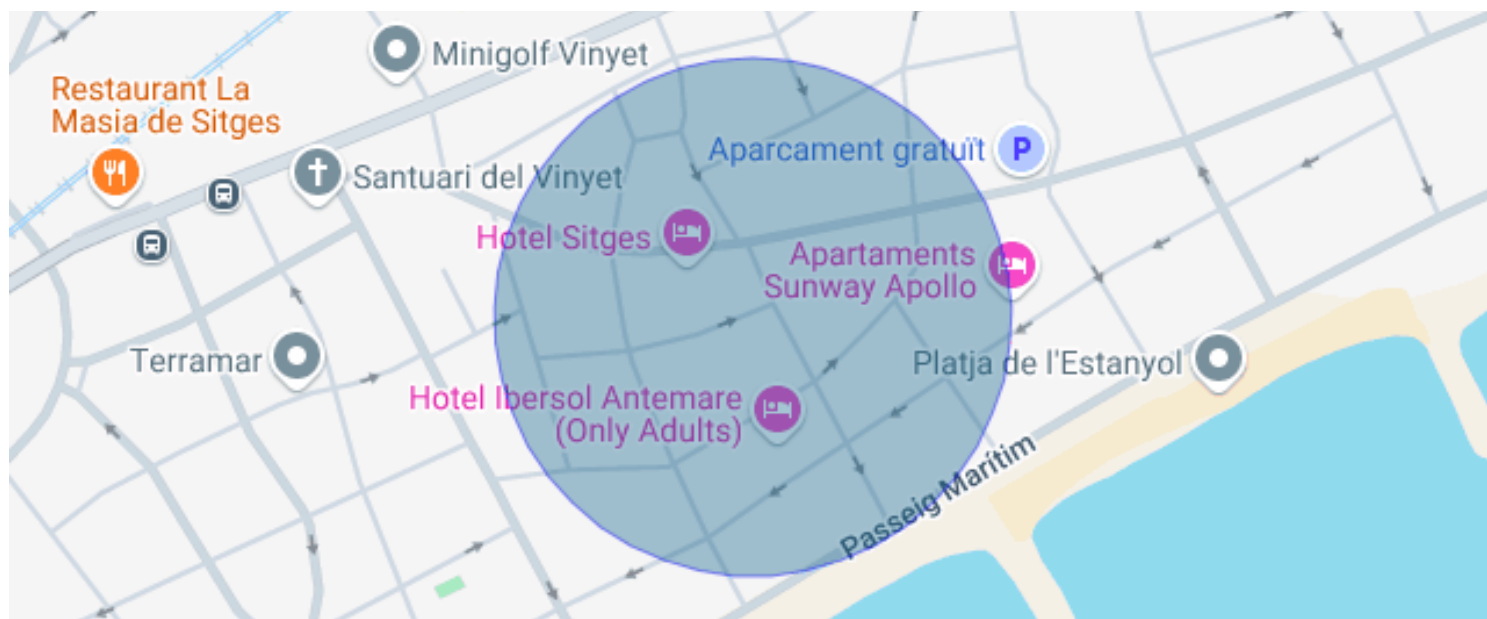 Minigolf Vinyet
Restaurant La
Masia de Sitges
Aparcament gratuït
P
Santuari del Vinyet
Hotel Sitges
Apartaments
Sunway Apollo
Terramar
Platja de l'Estanyol
Hotel Ibersol Antemare
(Only Adults)
Passeig Marítim